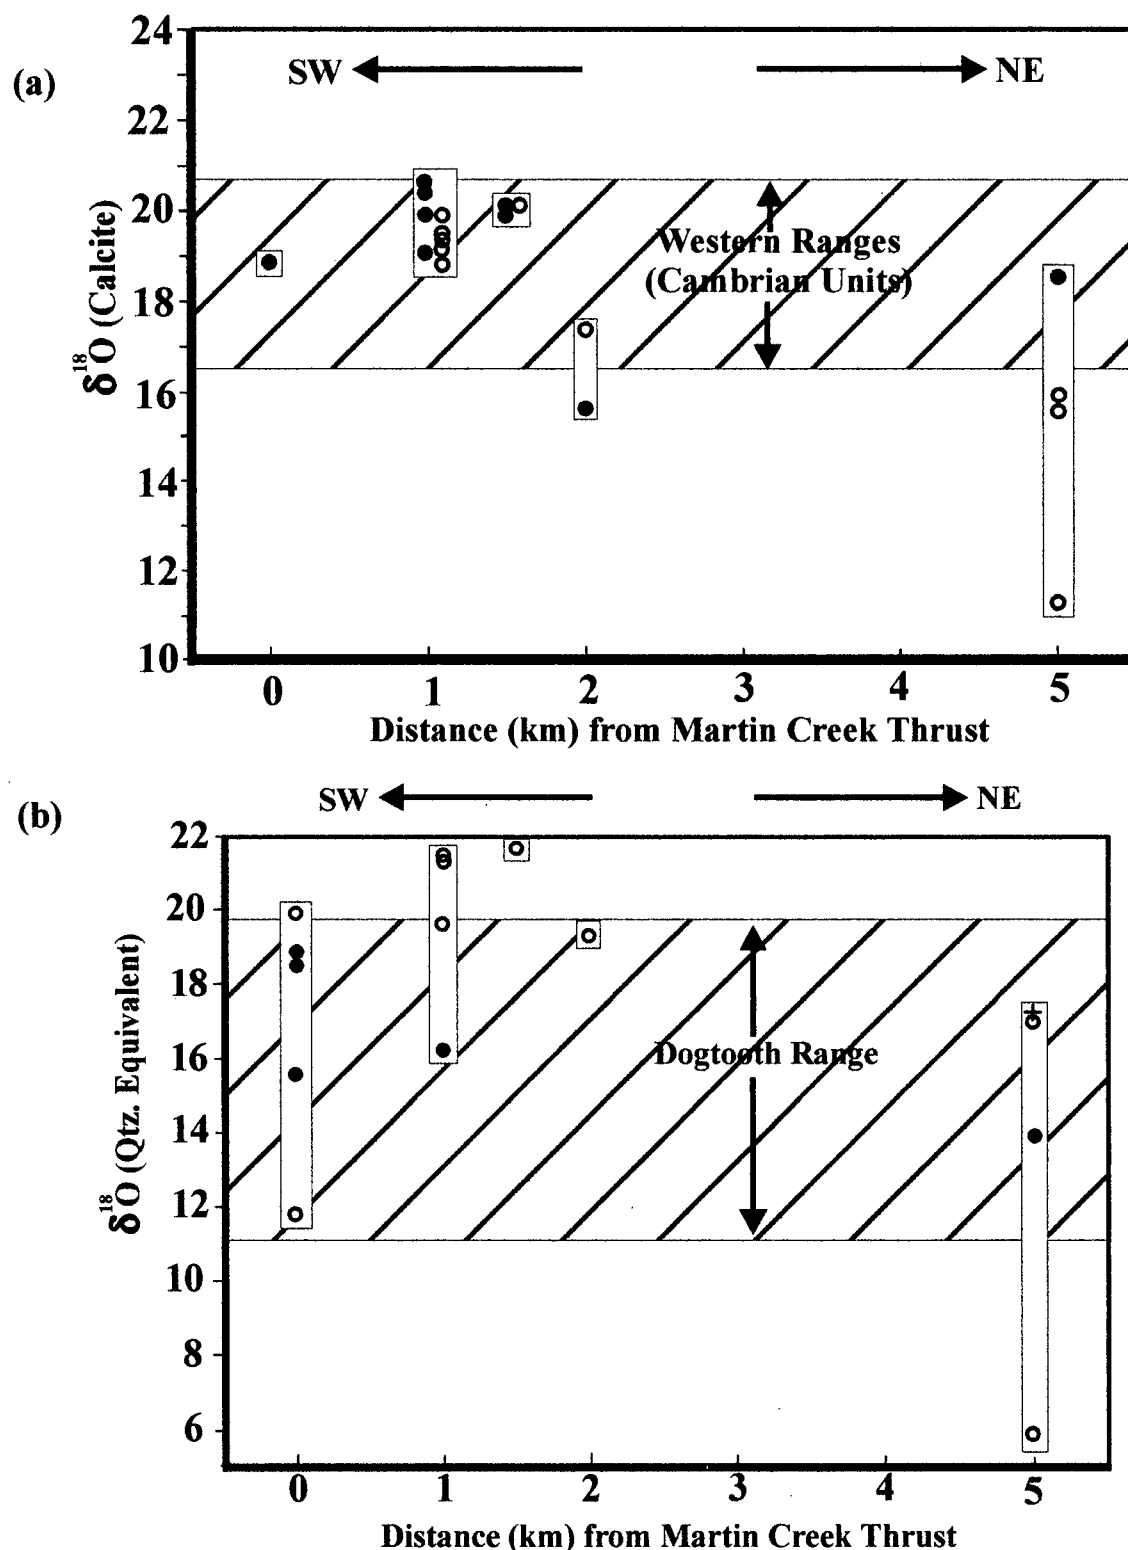 (a)
SW NE
24
22
20
18
16
14
12
10
δ18O (Calcite)
Western Ranges
(Cambrian Units)
0 1 2 3 4 5
Distance (km) from Martin Creek Thrust
(b)
SW NE
22
20
18
16
14
12
10
8
6
δ18O (Qtz. Equivalent)
Dogtooth Range
0 1 2 3 4 5
Distance (km) from Martin Creek Thrust